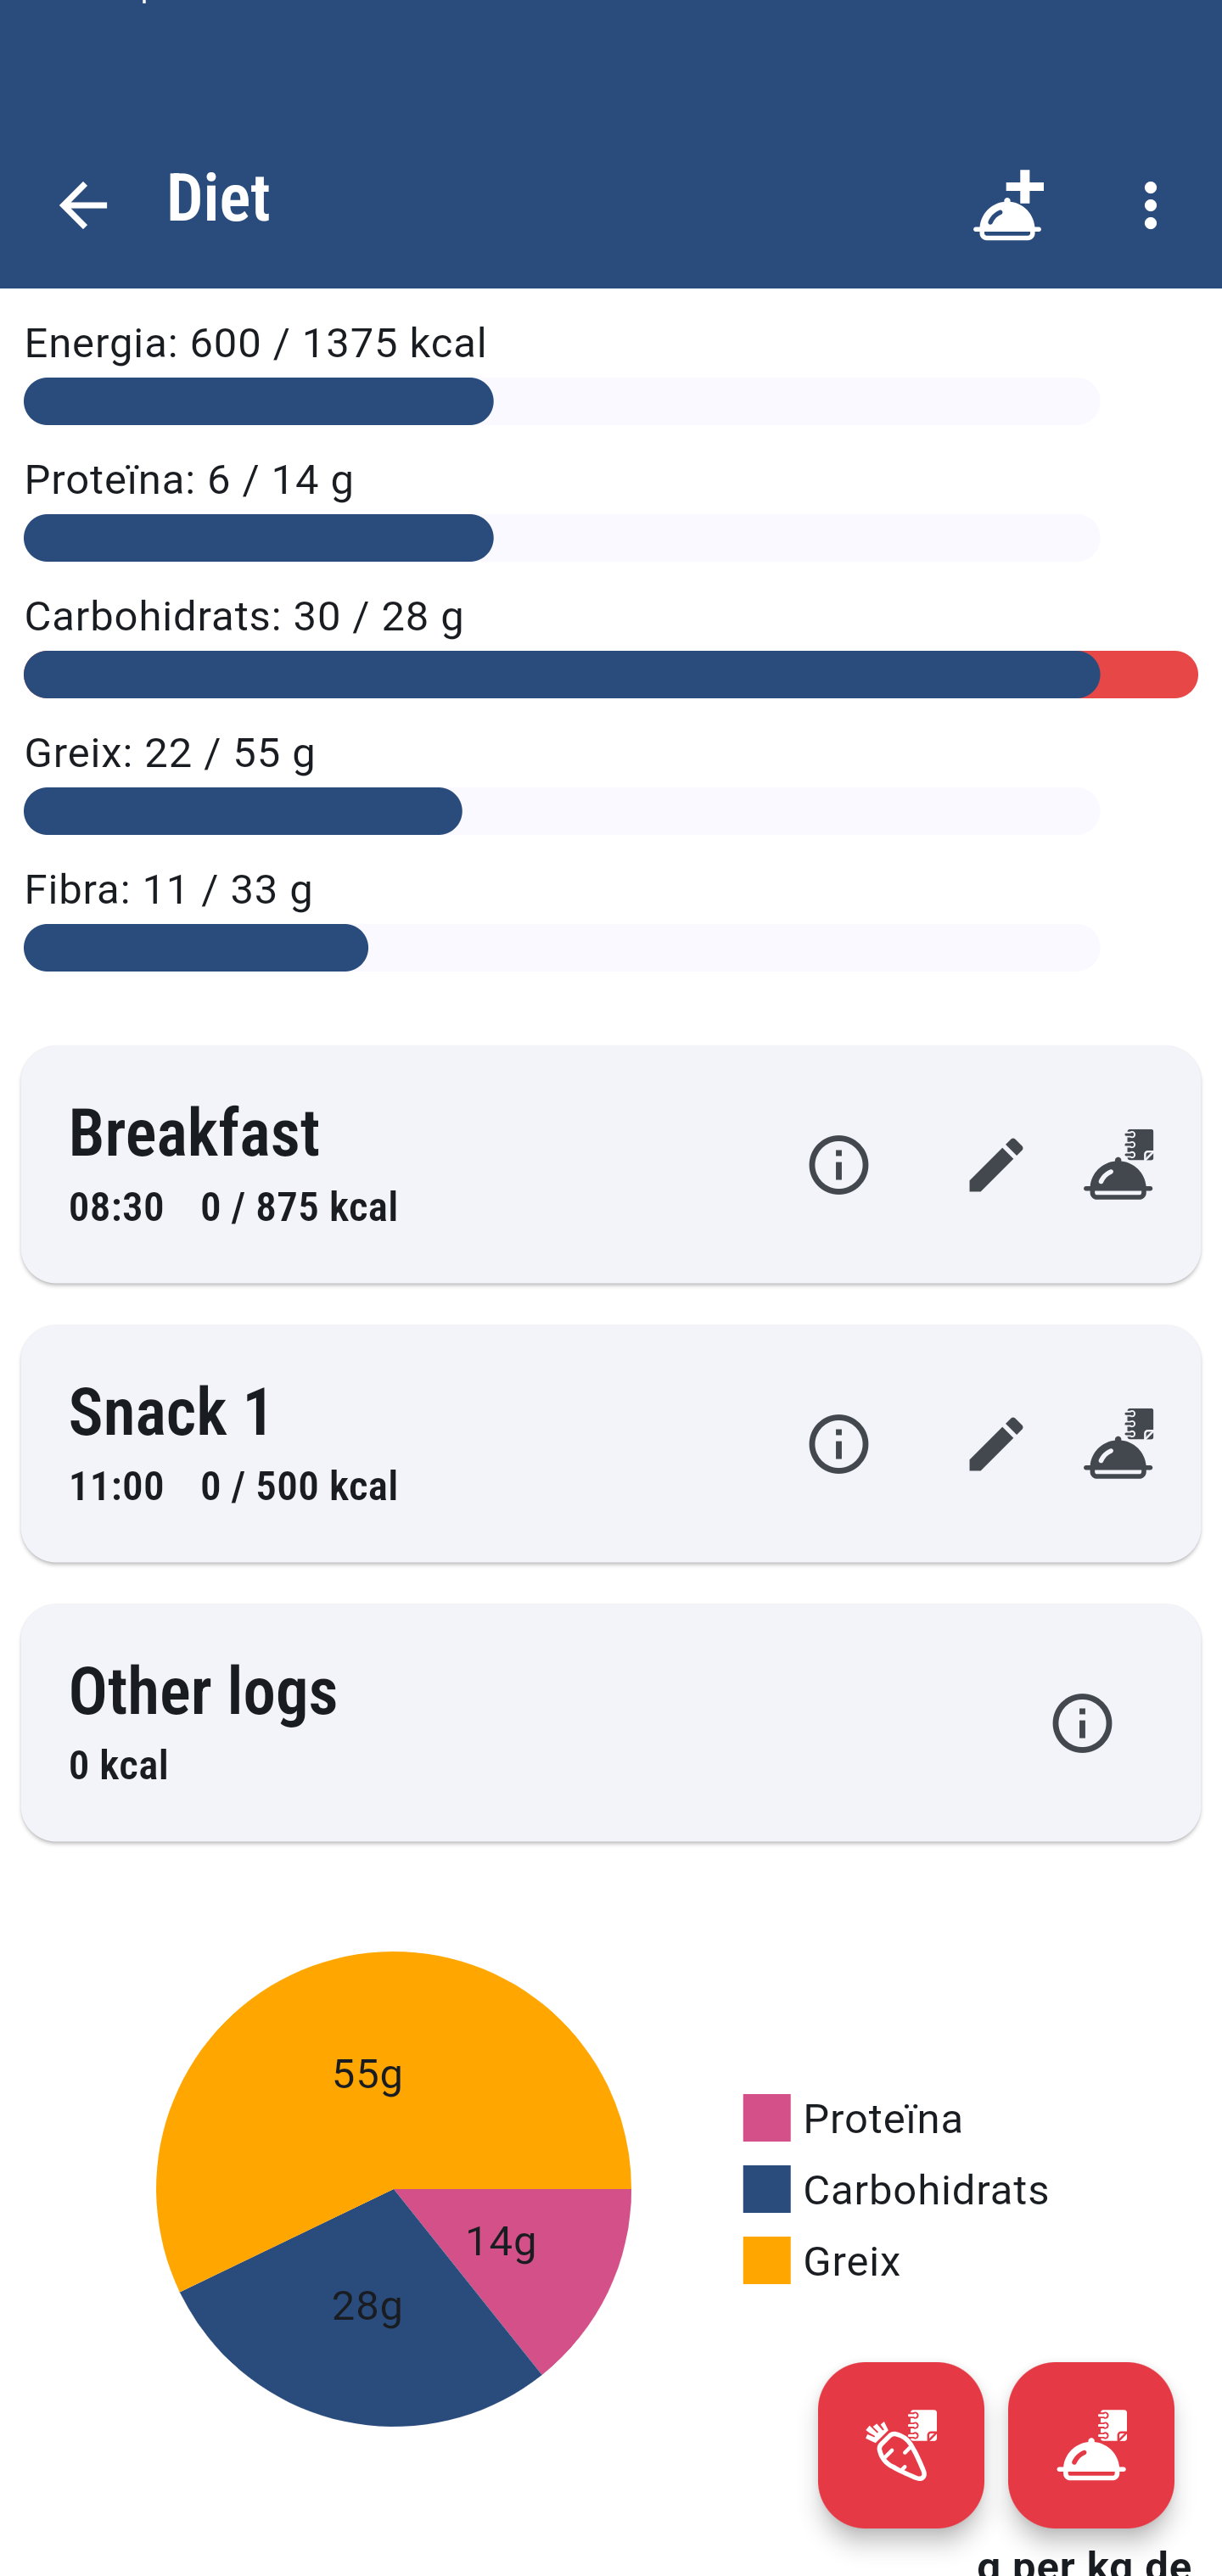 Diet
Energia: 600 / 1375 kcal
Proteïna: 6 / 14 g
Carbohidrats: 30 / 28 g
Greix: 22 / 55 g
Fibra: 11 / 33 g
Breakfast
08:30 0 / 875 kcal
Snack 1
11:00 0 / 500 kcal
Other logs
0 kcal
55g
14g
28g
Proteïna
Carbohidrats
Greix
g per kg de